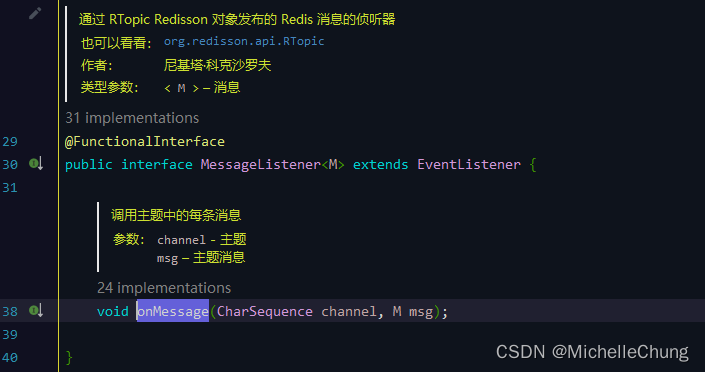 通过 RTopic Redisson 对象发布的 Redis 消息的侦听器
也可以看看: org.redisson.api.RTopic
作者: 尼基塔·科克沙罗夫
类型参数: < M > – 消息
31 implementations
29 @FunctionalInterface
30 public interface MessageListener<M> extends EventListener {
31
调用主题中的每条消息
参数: channel - 主题
msg – 主题消息
24 implementations
38 void onMessage(CharSequence channel, M msg);
39
40 }
CSDN @MichelleChung